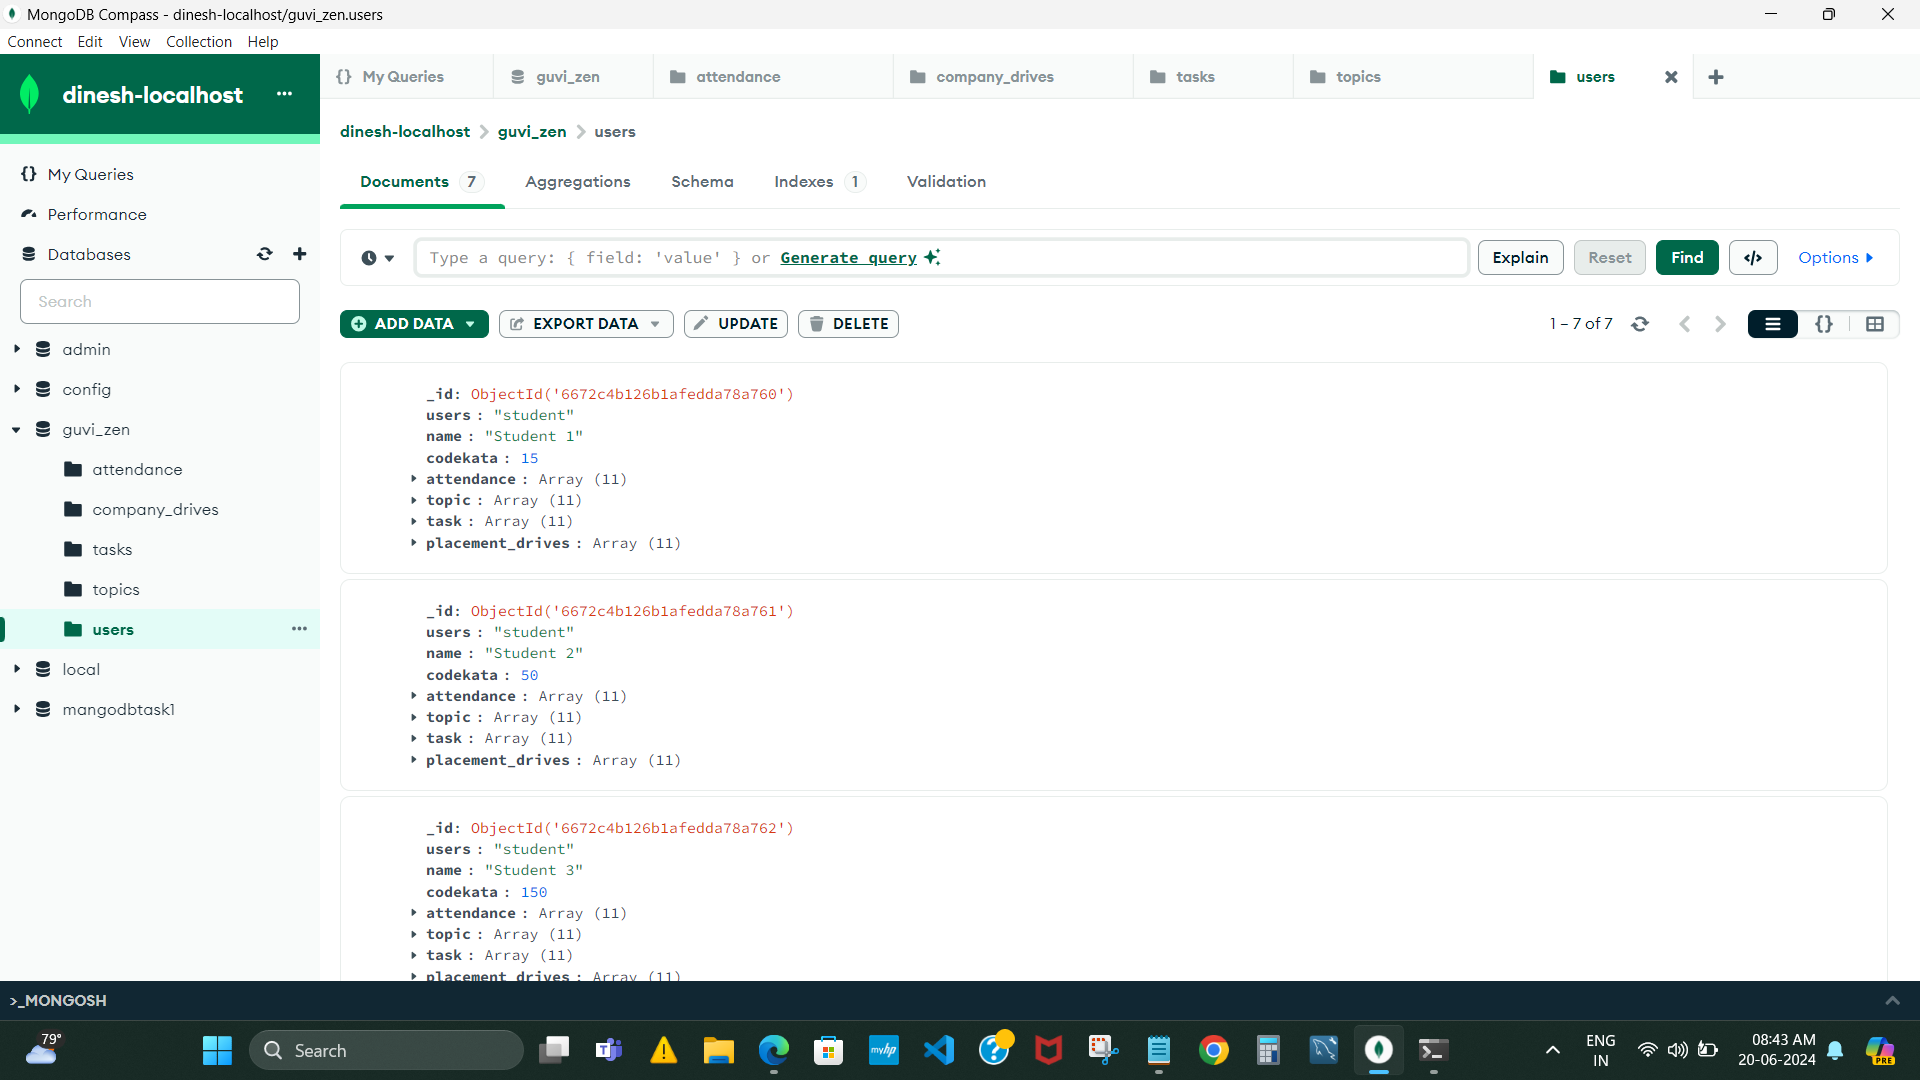 MongoDB Compass - dinesh-localhost/guvi_zen.users
Connect Edit View Collection Help
dinesh-localhost
My Queries
Performance
Databases
Search
admin
config
guvi_zen
attendance
company_drives
tasks
topics
users
local
mangodbtask1
{} My Queries guvi_zen attendance company_drives tasks topics users
dinesh-localhost > guvi_zen > users
Documents 7 Aggregations Schema Indexes 1 Validation
Type a query: { field: 'value' } or Generate query Explain Reset Find </> Options
ADD DATA EXPORT DATA UPDATE DELETE 1 – 7 of 7 {}
_id: ObjectId('6672c4b126b1afedda78a760')
users : "student"
name : "Student 1"
codekata : 15
attendance : Array (11)
topic : Array (11)
task : Array (11)
placement_drives : Array (11)
_id: ObjectId('6672c4b126b1afedda78a761')
users : "student"
name : "Student 2"
codekata : 50
attendance : Array (11)
topic : Array (11)
task : Array (11)
placement_drives : Array (11)
_id: ObjectId('6672c4b126b1afedda78a762')
users : "student"
name : "Student 3"
codekata : 150
attendance : Array (11)
topic : Array (11)
task : Array (11)
placement_drives : Array (11)
>_MONGOSH
79°
Search
myhp
PRE
ENG
IN
08:43 AM
20-06-2024